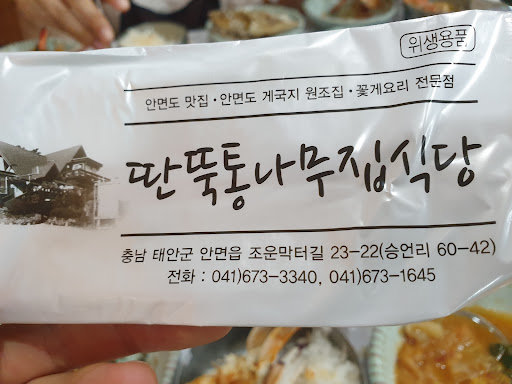 위생용품
안면도 맛집·안면도 게국지 원조집·꽃게요리 전문점
딴뚝통나무집식당
충남 태안군 안면읍 조운막터길 23-22(승언리 60-42)
전화 : 041)673-3340, 041)673-1645